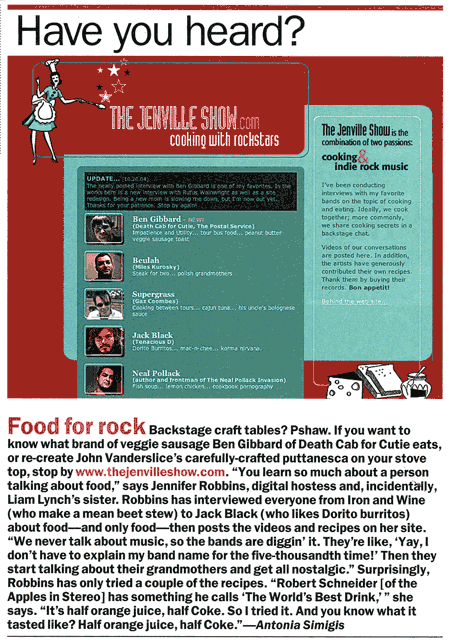 Have you heard?
THE JENVILLE SHOW.com
cooking with rockstars
UPDATE... (10.20.04)
The newly posted interview with Ben Gibbard is one of my favorites. In the
works here is a new interview with Rufus Wainwright as well as a site
redesign. Being a new mom is slowing me down, but I'm not out yet.
Thanks for your patience. Stop by again!
Ben Gibbard - NEW!
(Death Cab for Cutie, The Postal Service)
Impatience and Utility... blur bus food... peanut butter
veggie sausage toast
Beulah
(Miles Kurosky)
Steak for two... polish grandmothers
Supergrass
(Gaz Coombes)
Cooking between tours... cajun tuna... his uncle's bolognese
sauce
Jack Black
(Tenacious D)
Dorito Burritos... mac-n-chee... korma nirvana.
Neal Pollack
(author and frontman of The Neal Pollack Invasion)
Fish soup... lemon chicken... cookbook pornography
The Jenville Show is the
combination of two passions:
cooking &
indie rock music
I've been conducting
interviews with my favorite
bands on the topic of cooking
and eating. Ideally, we cook
together; more commonly,
we share cooking secrets in a
backstage chat.
Videos of our conversations
are posted here. In addition,
the artists have generously
contributed their own recipes.
Thank them by buying their
records. Bon appetit!
Behind the web site...
Food for rock Backstage craft tables? Pshaw. If you want to
know what brand of veggie sausage Ben Gibbard of Death Cab for Cutie eats,
or re-create John Vanderslice's carefully-crafted puttanesca on your stove
top, stop by www.thejenvilleshow.com. “You learn so much about a person
talking about food,” says Jennifer Robbins, digital hostess and, incidentally,
Liam Lynch's sister. Robbins has interviewed everyone from Iron and Wine
(who make a mean beet stew) to Jack Black (who likes Dorito burritos)
about food—and only food—then posts the videos and recipes on her site.
“We never talk about music, so the bands are diggin' it. They're like, ‘Yay, I
don't have to explain my band name for the five-thousandth time!’ Then they
start talking about their grandmothers and get all nostalgic.” Surprisingly,
Robbins has only tried a couple of the recipes. “Robert Schneider [of the
Apples in Stereo] has something he calls ‘The World's Best Drink,’ ” she
says. “It's half orange juice, half Coke. So I tried it. And you know what it
tasted like? Half orange juice, half Coke.”—Antonia Simigis